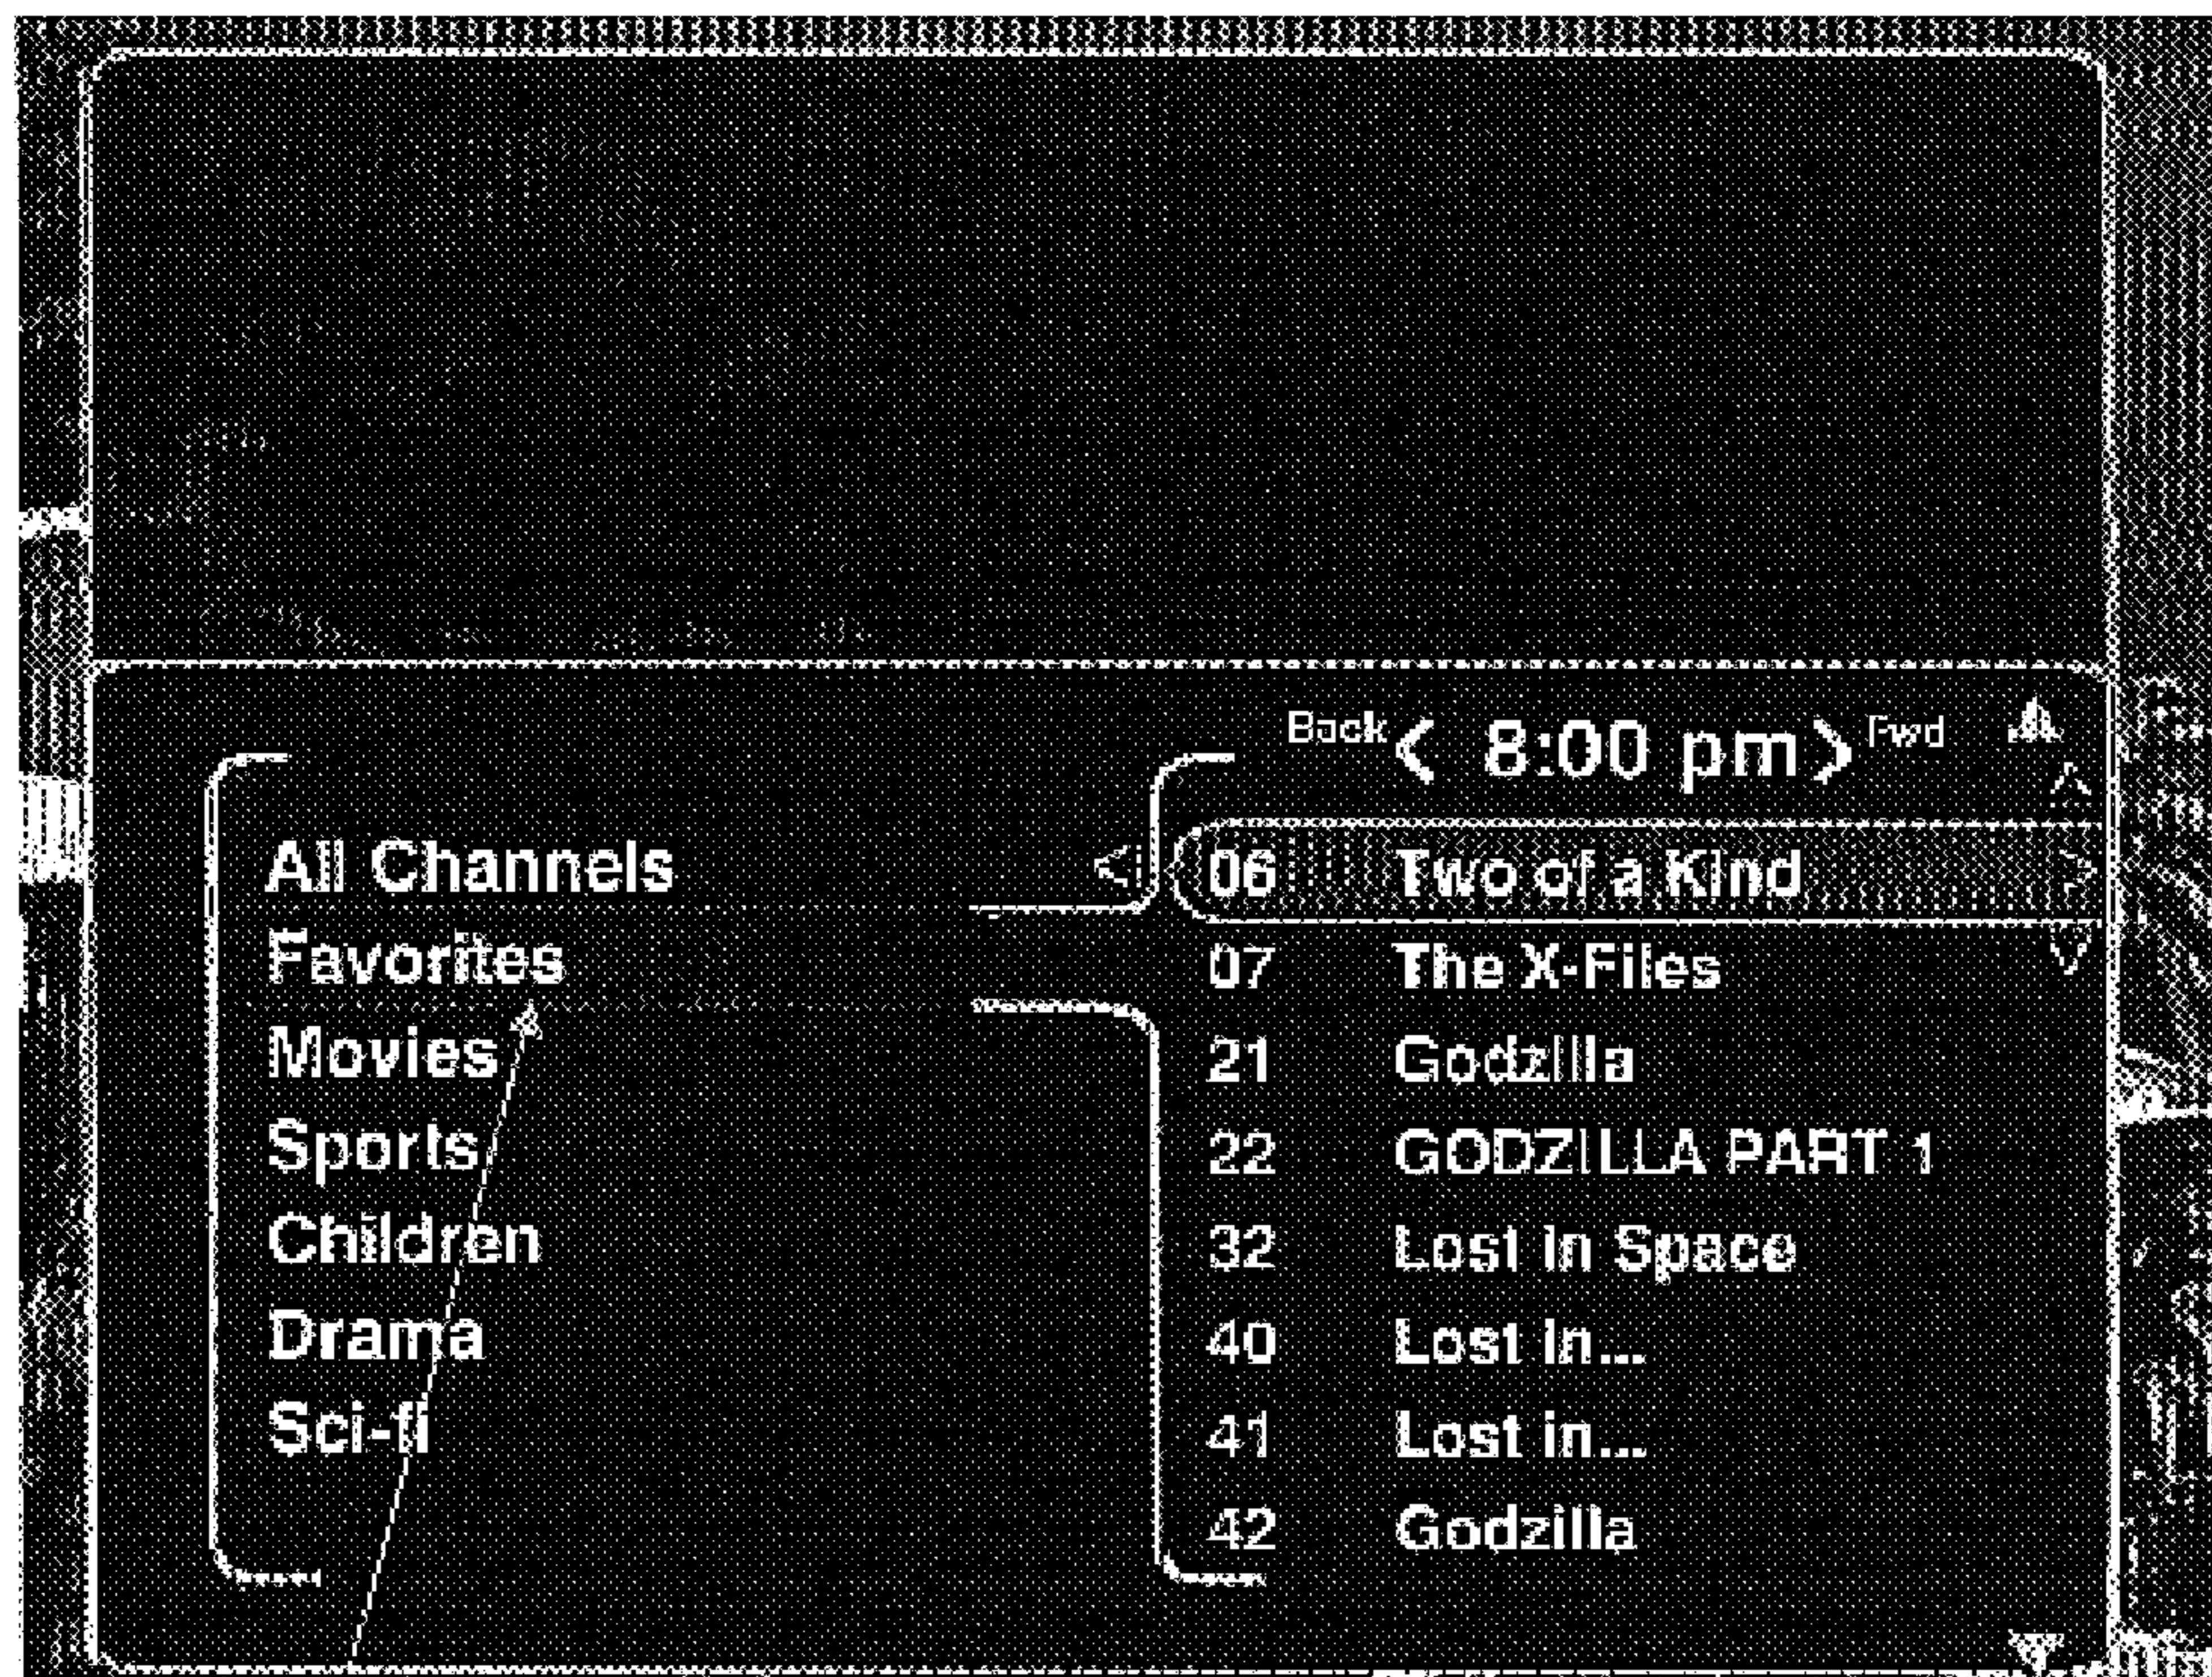 Back < 8:00 pm > Fwd
All Channels
Favorites
Movies
Sports
Children
Drama
Sci-fi
06 Two of a Kind
07 The X-Files
21 Godzilla
22 GODZILLA PART 1
32 Lost in Space
40 Lost in...
41 Lost in...
42 Godzilla